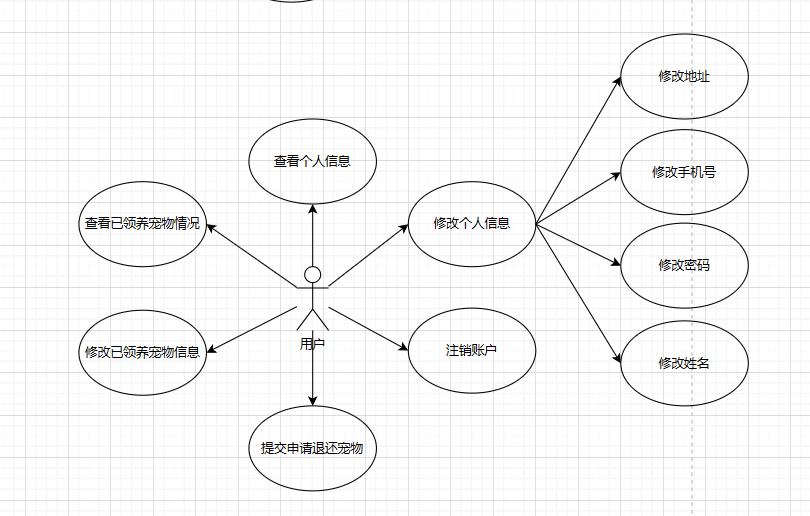 修改地址
查看个人信息
修改手机号
查看已领养宠物情况
修改个人信息
修改密码
用户
修改已领养宠物信息
注销账户
修改姓名
提交申请退还宠物